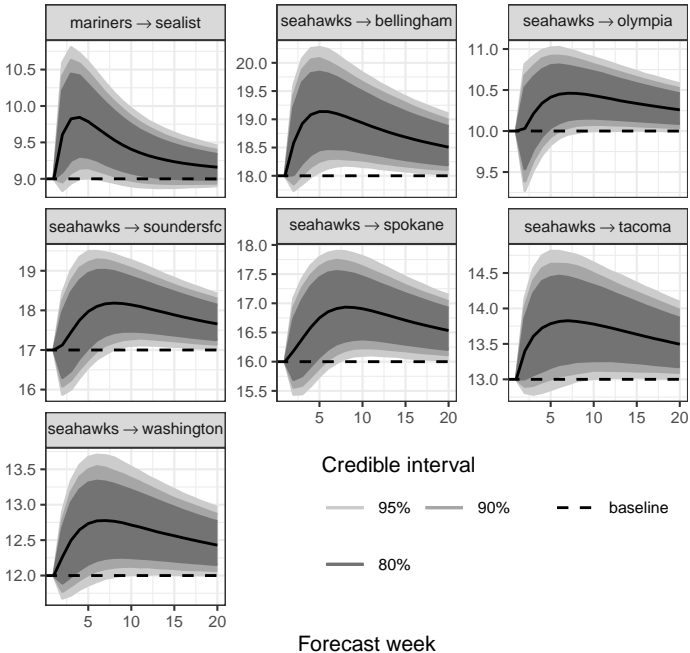 mariners → sealist
seahawks → bellingham
seahawks → olympia
10.5
10.0
9.5
9.0
20.0
19.5
19.0
18.5
18.0
11.0
10.5
10.0
9.5
seahawks → soundersfc
seahawks → spokane
seahawks → tacoma
19
18
17
16
18.0
17.5
17.0
16.5
16.0
15.5
14.5
14.0
13.5
13.0
5 10 15 20
5 10 15 20
seahawks → washington
13.5
13.0
12.5
12.0
5 10 15 20
Credible interval
95% 90% baseline
80%
Forecast week